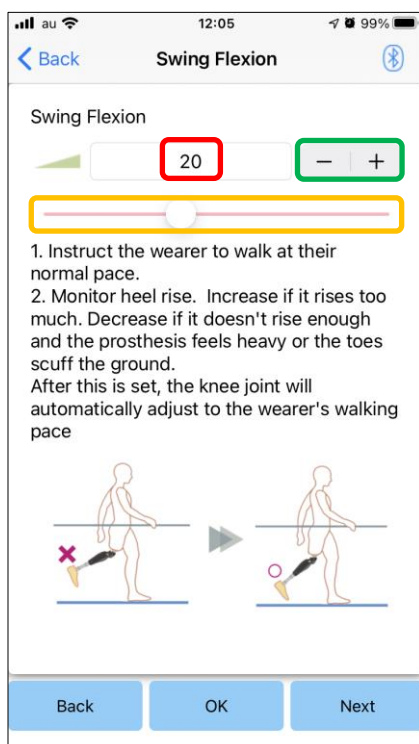 au 12:05 99%
Back Swing Flexion
Swing Flexion
20 − +
1. Instruct the wearer to walk at their
normal pace.
2. Monitor heel rise.  Increase if it rises too
much. Decrease if it doesn't rise enough
and the prosthesis feels heavy or the toes
scuff the ground.
After this is set, the knee joint will
automatically adjust to the wearer's walking
pace
Back OK Next